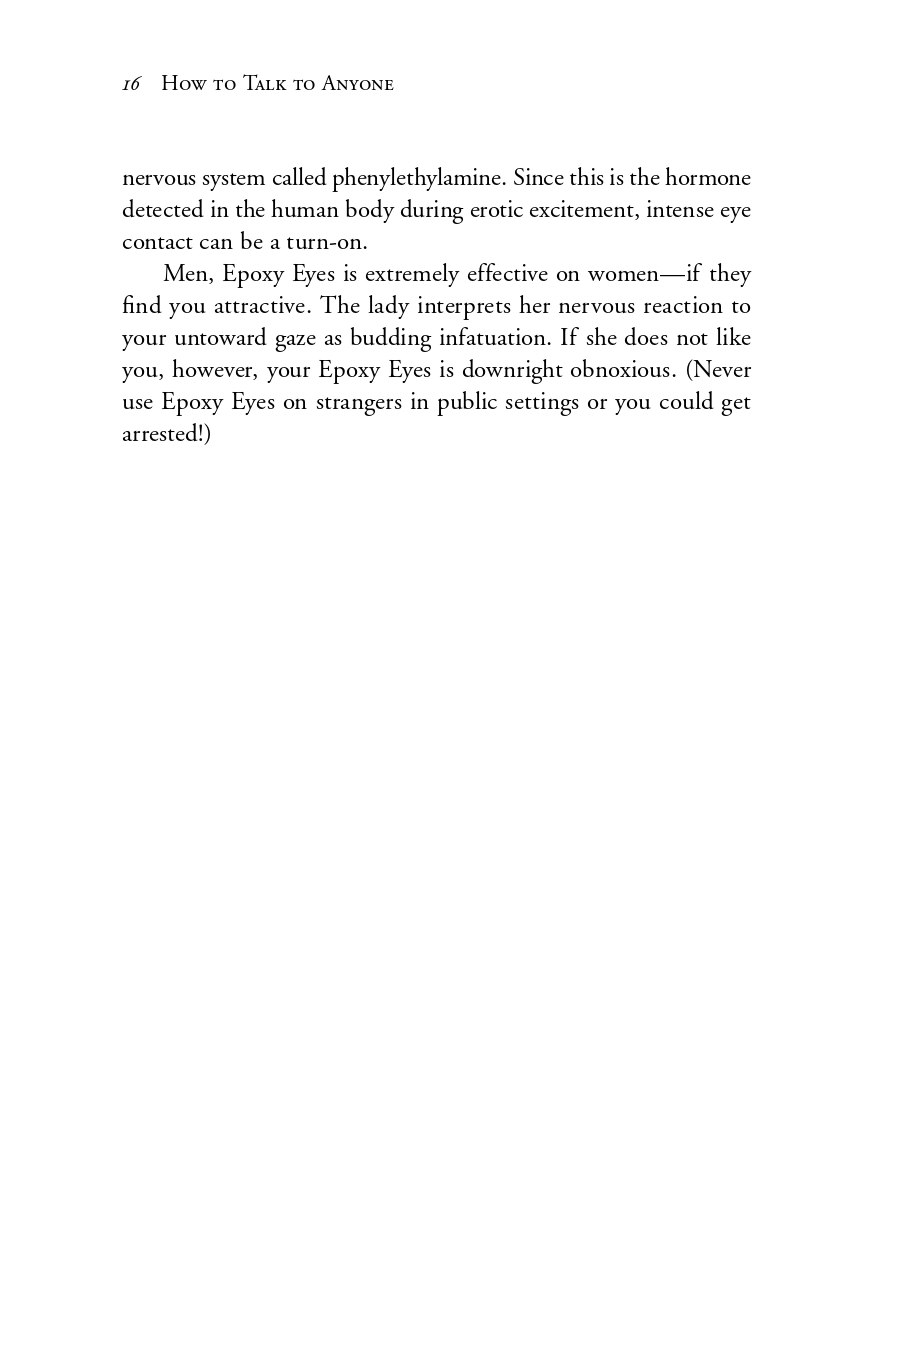 16 How to Talk to Anyone
nervous system called phenylethylamine. Since this is the hormone
detected in the human body during erotic excitement, intense eye
contact can be a turn-on.
Men, Epoxy Eyes is extremely effective on women—if they
find you attractive. The lady interprets her nervous reaction to
your untoward gaze as budding infatuation. If she does not like
you, however, your Epoxy Eyes is downright obnoxious. (Never
use Epoxy Eyes on strangers in public settings or you could get
arrested!)